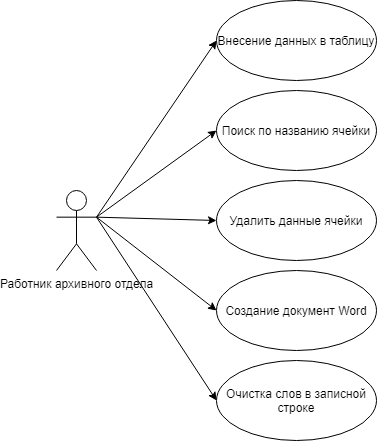 Внесение данных в таблицу
Поиск по названию ячейки
Удалить данные ячейки
Работник архивного отдела
Создание документ Word
Очистка слов в записной
строке